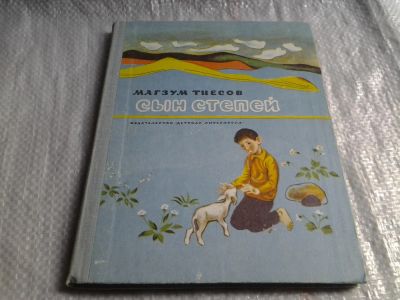 МАГЗУМ ТИЕСОВ
СЫН СТЕПЕЙ
ИЗДАТЕЛЬСТВО ДЕТСКАЯ ЛИТЕРАТУРА